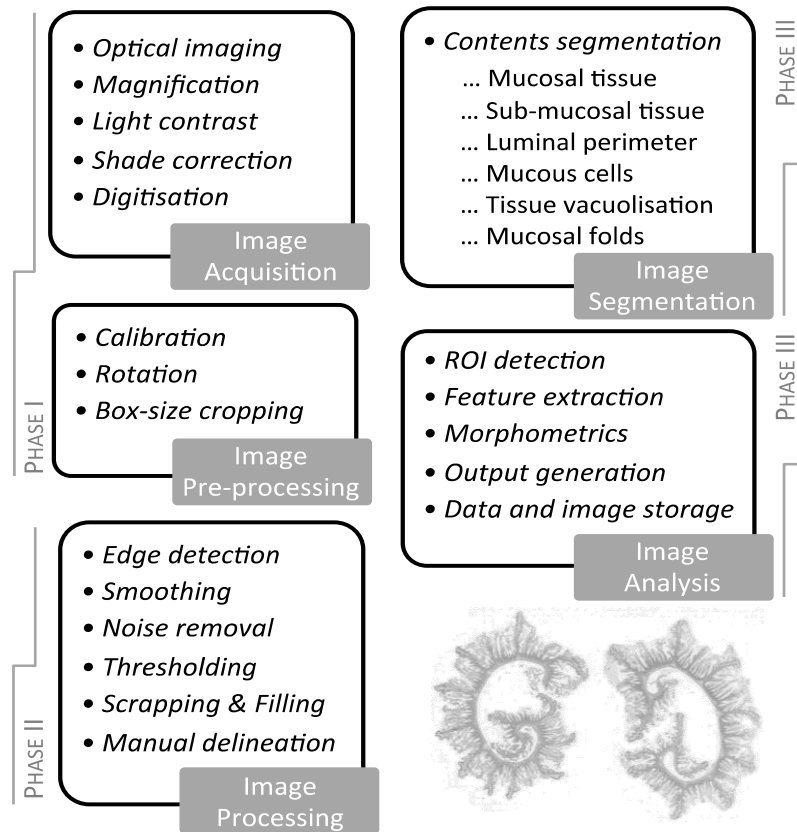 • Optical imaging
• Magnification
• Light contrast
• Shade correction
• Digitisation
Image
Acquisition
• Calibration
• Rotation
• Box-size cropping
Image
Pre-processing
PHASE I
• Edge detection
• Smoothing
• Noise removal
• Thresholding
• Scrapping & Filling
• Manual delineation
Image
Processing
PHASE II
• Contents segmentation
... Mucosal tissue
... Sub-mucosal tissue
... Luminal perimeter
... Mucous cells
... Tissue vacuolisation
... Mucosal folds
Image
Segmentation
PHASE III
• ROI detection
• Feature extraction
• Morphometrics
• Output generation
• Data and image storage
Image
Analysis
PHASE III